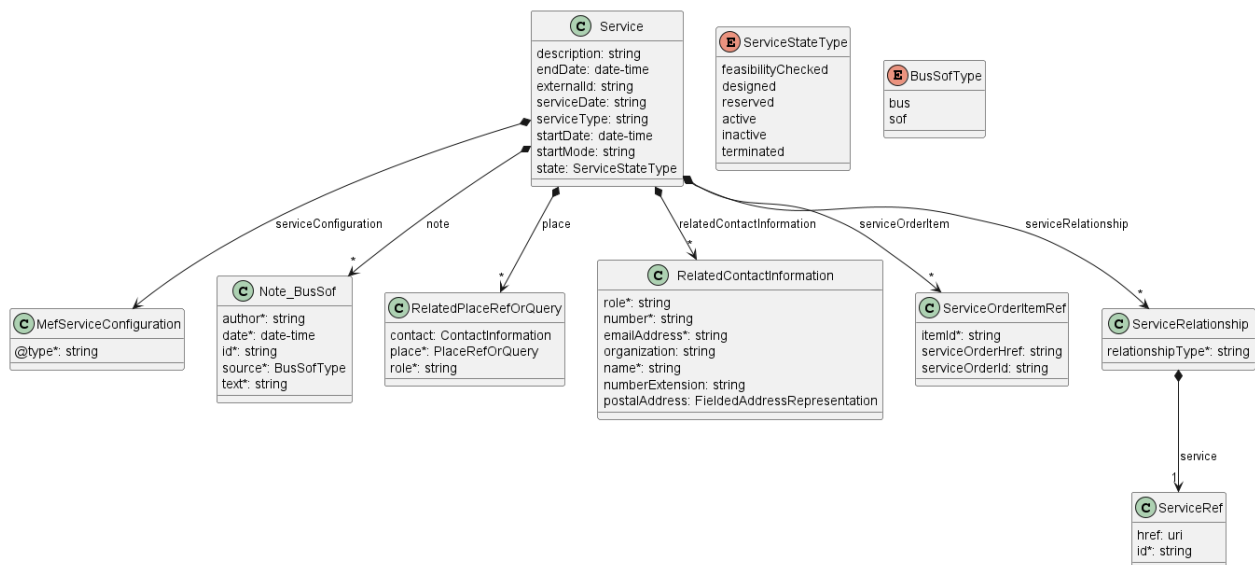 C Service
description: string
endDate: date-time
externalId: string
serviceDate: string
serviceType: string
startDate: date-time
startMode: string
state: ServiceStateType
E ServiceStateType
feasibilityChecked
designed
reserved
active
inactive
terminated
E BusSofType
bus
sof
serviceConfiguration
note
place
relatedContactInformation
serviceOrderItem
serviceRelationship
*
*
*
*
*
C MefServiceConfiguration
@type*: string
C Note_BusSof
author*: string
date*: date-time
id*: string
source*: BusSofType
text*: string
C RelatedPlaceRefOrQuery
contact: ContactInformation
place*: PlaceRefOrQuery
role*: string
C RelatedContactInformation
role*: string
number*: string
emailAddress*: string
organization: string
name*: string
numberExtension: string
postalAddress: FieldedAddressRepresentation
C ServiceOrderItemRef
itemId*: string
serviceOrderHref: string
serviceOrderId: string
C ServiceRelationship
relationshipType*: string
service
1
C ServiceRef
href: uri
id*: string